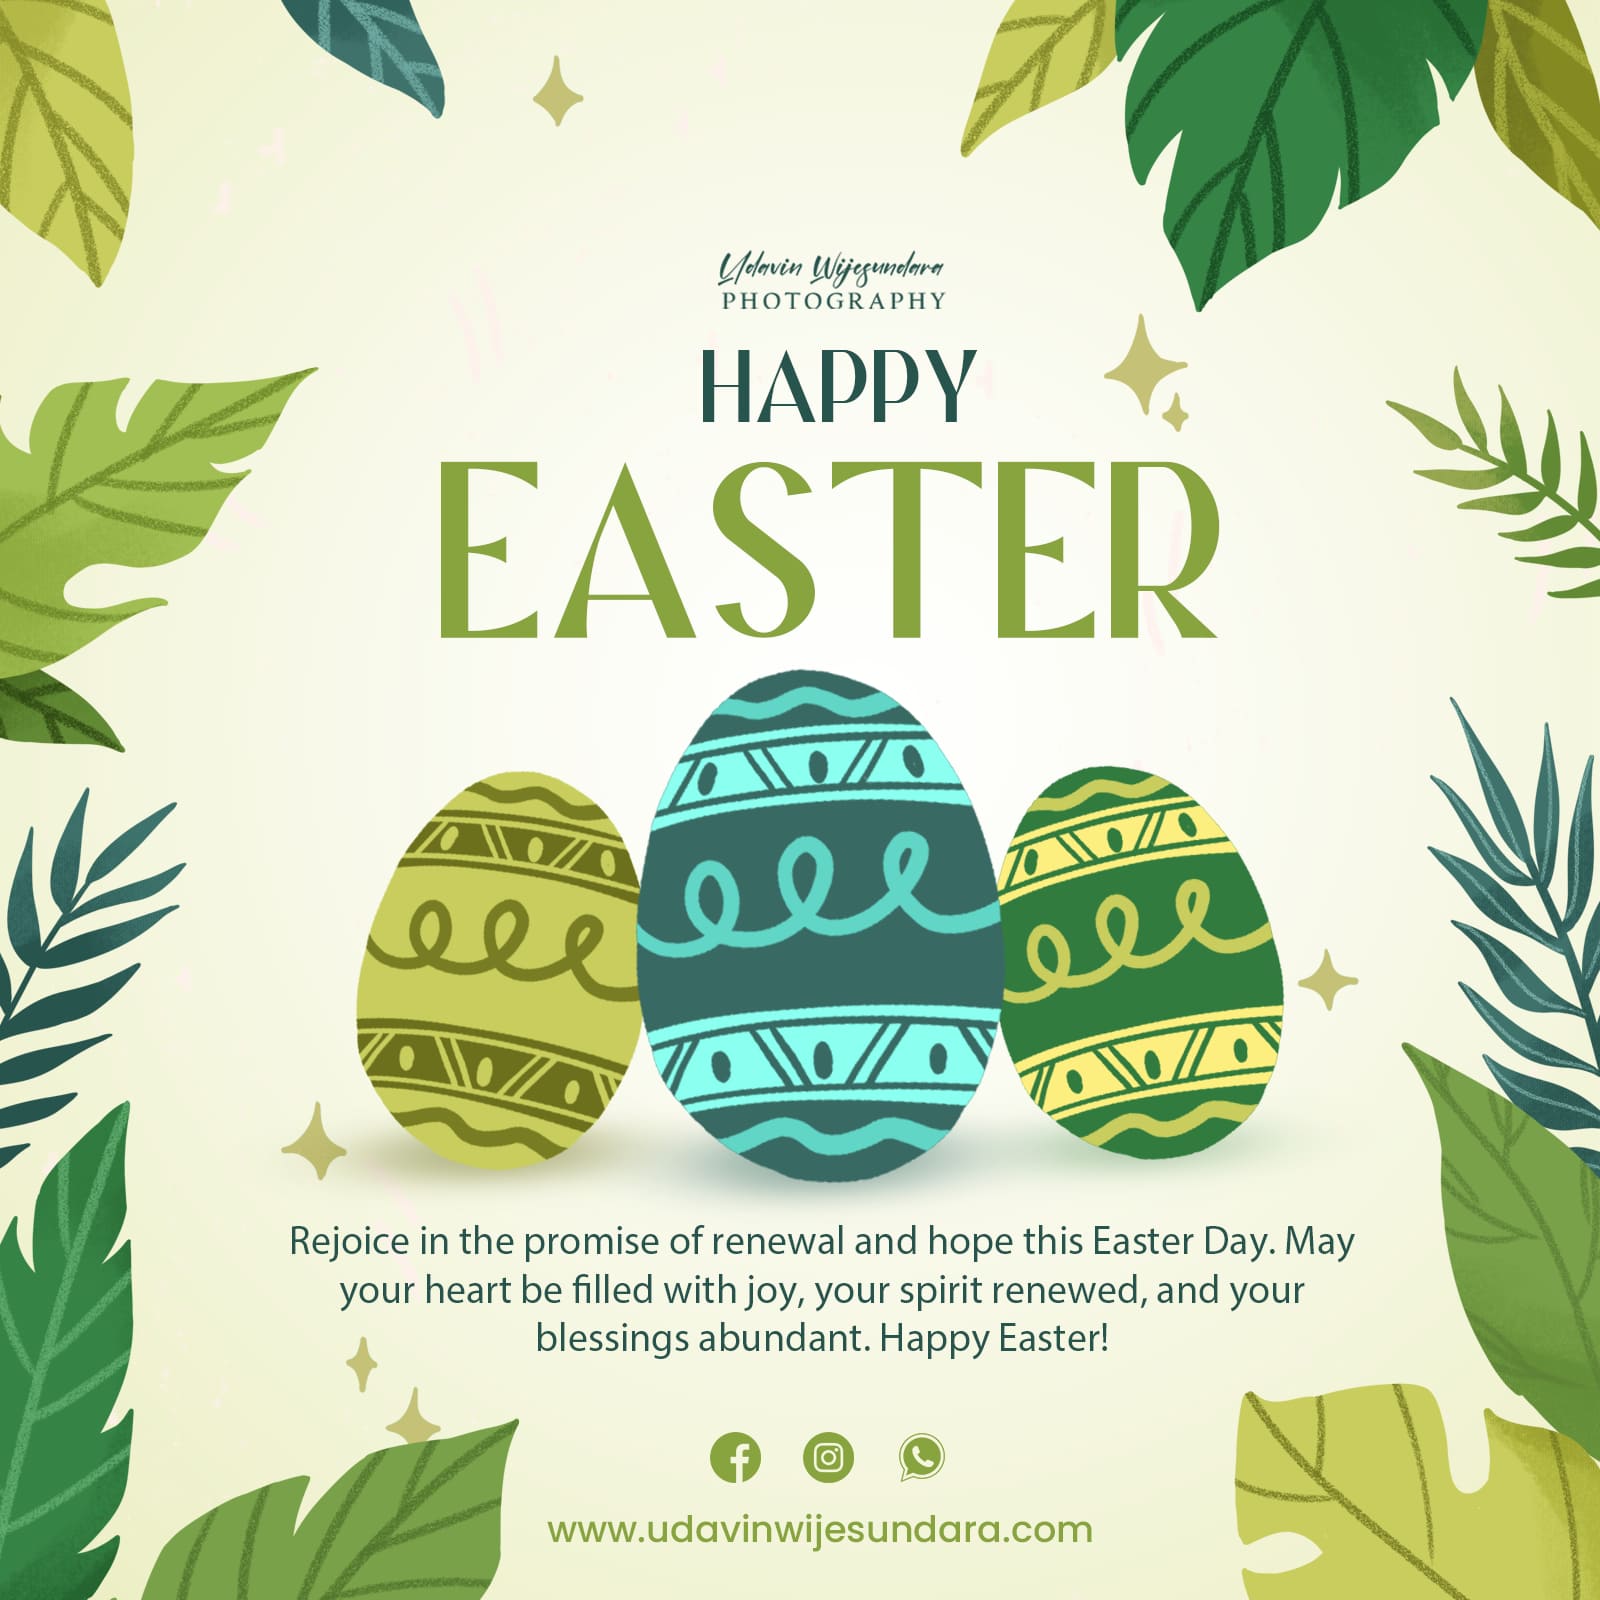 Udavin Wijesundara
PHOTOGRAPHY
HAPPY
EASTER
Rejoice in the promise of renewal and hope this Easter Day. May
your heart be filled with joy, your spirit renewed, and your
blessings abundant. Happy Easter!
www.udavinwijesundara.com